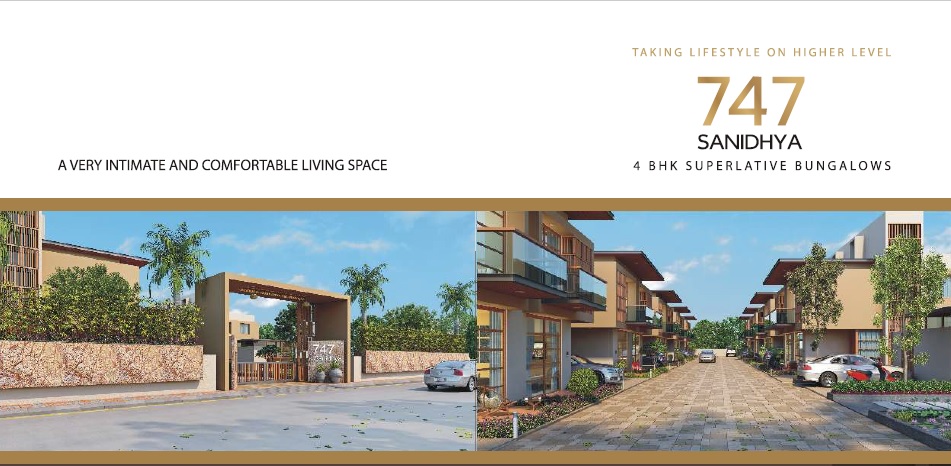 TAKING LIFESTYLE ON HIGHER LEVEL
747
SANIDHYA
4 BHK SUPERLATIVE BUNGALOWS
A VERY INTIMATE AND COMFORTABLE LIVING SPACE
747